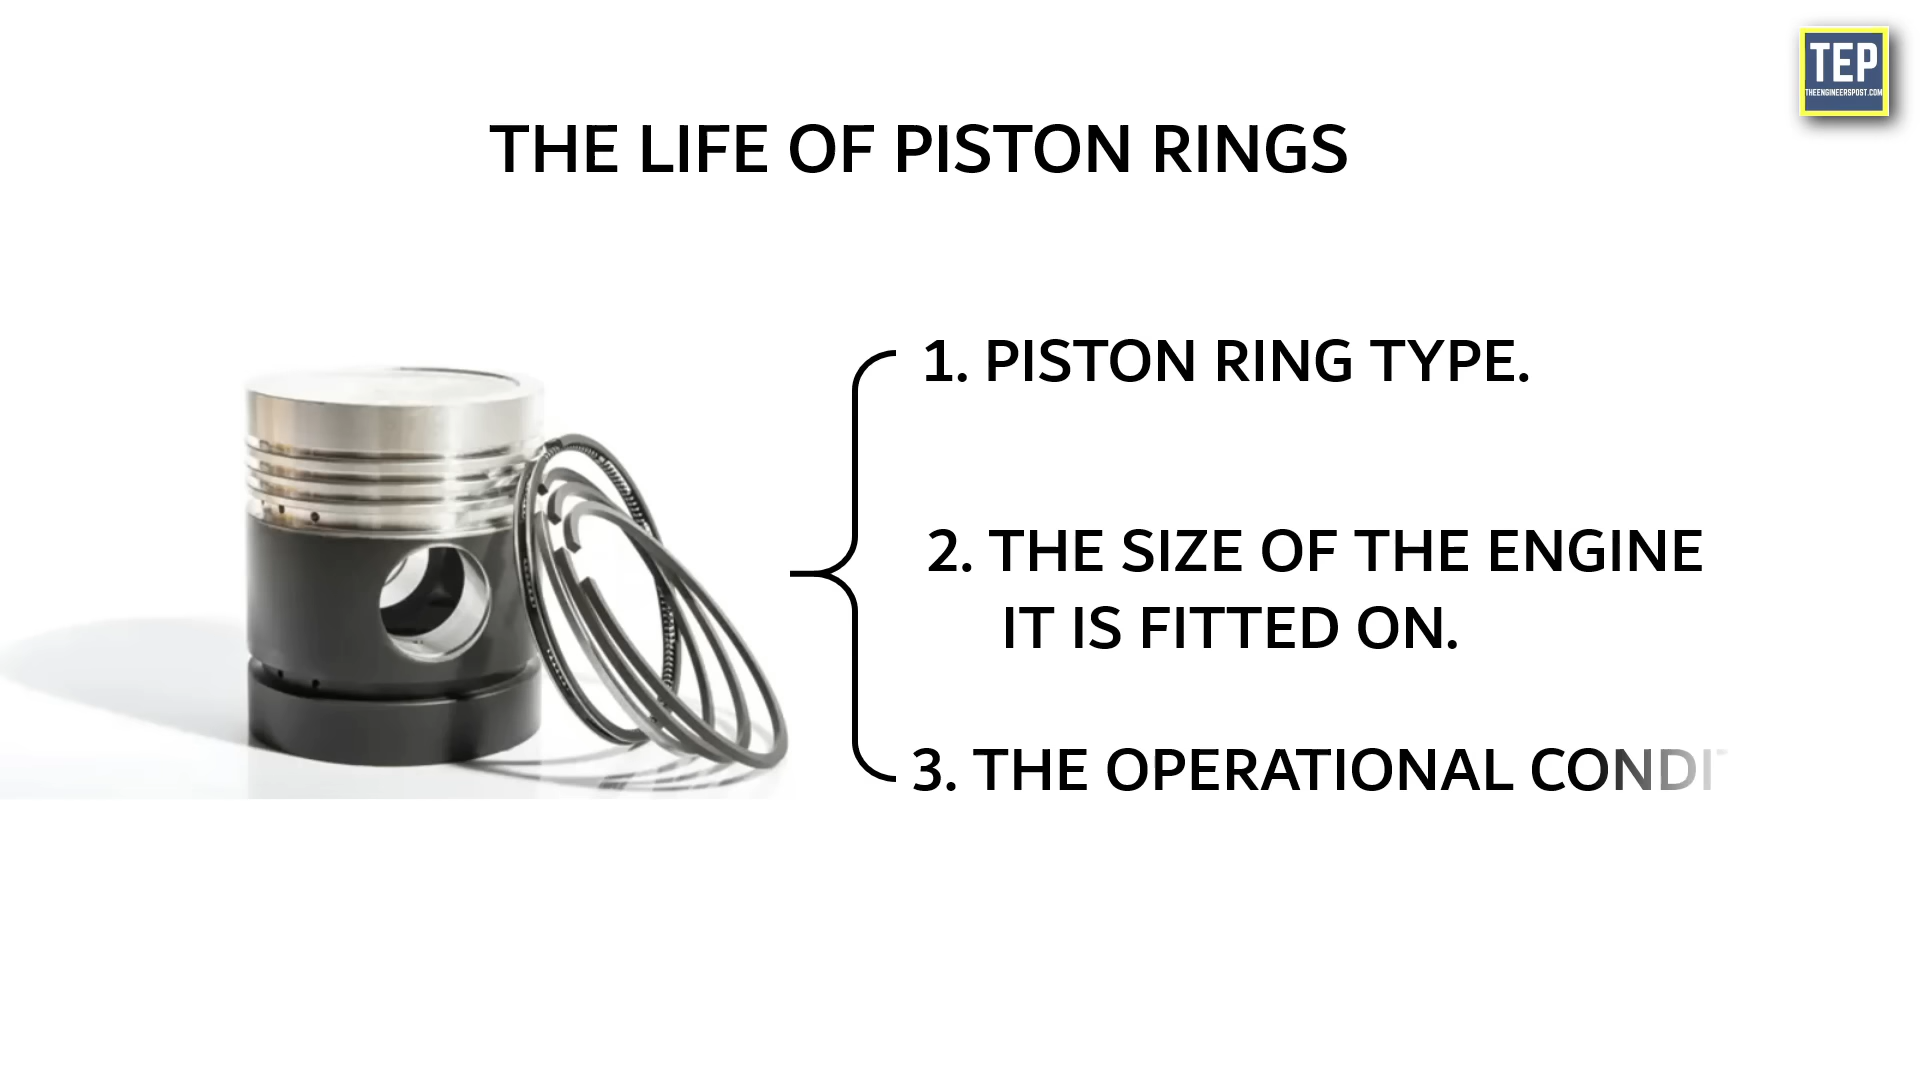 TEP
THEENGINEERSPOST.COM
THE LIFE OF PISTON RINGS
1. PISTON RING TYPE.
2. THE SIZE OF THE ENGINE
IT IS FITTED ON.
3. THE OPERATIONAL CONDI